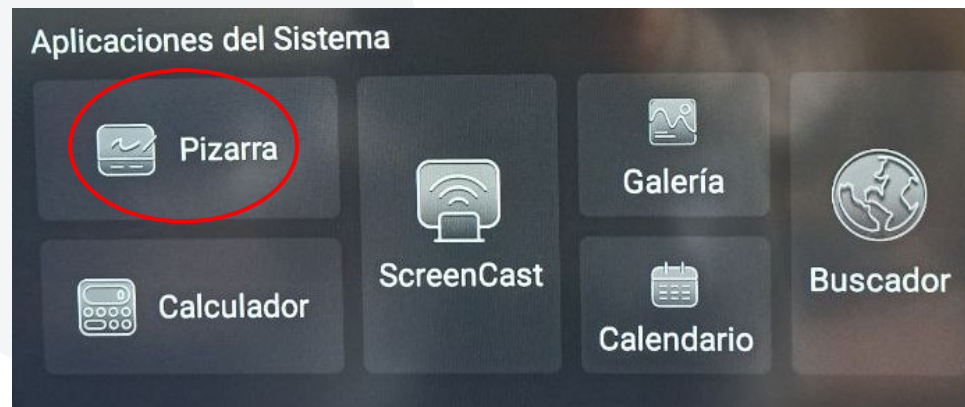 Aplicaciones del Sistema
Pizarra
Calculador
ScreenCast
Galería
Calendario
Buscador